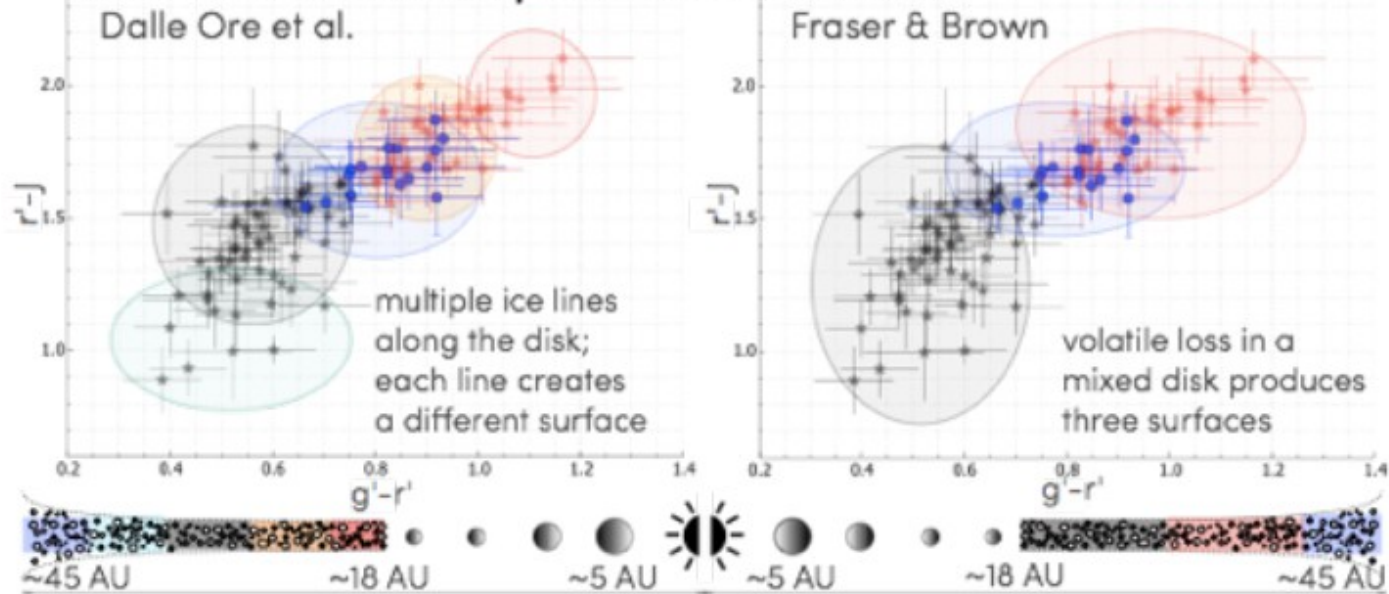 Dalle Ore et al.
2.0
r'-J
1.5
1.0
multiple ice lines
along the disk;
each line creates
a different surface
0.2 0.4 0.6 0.8 1.0 1.2 1.4
g'-r'
Fraser & Brown
2.0
r'-J
1.5
1.0
volatile loss in a
mixed disk produces
three surfaces
0.2 0.4 0.6 0.8 1.0 1.2 1.4
g'-r'
~45 AU ~18 AU ~5 AU ~5 AU ~18 AU ~45 AU